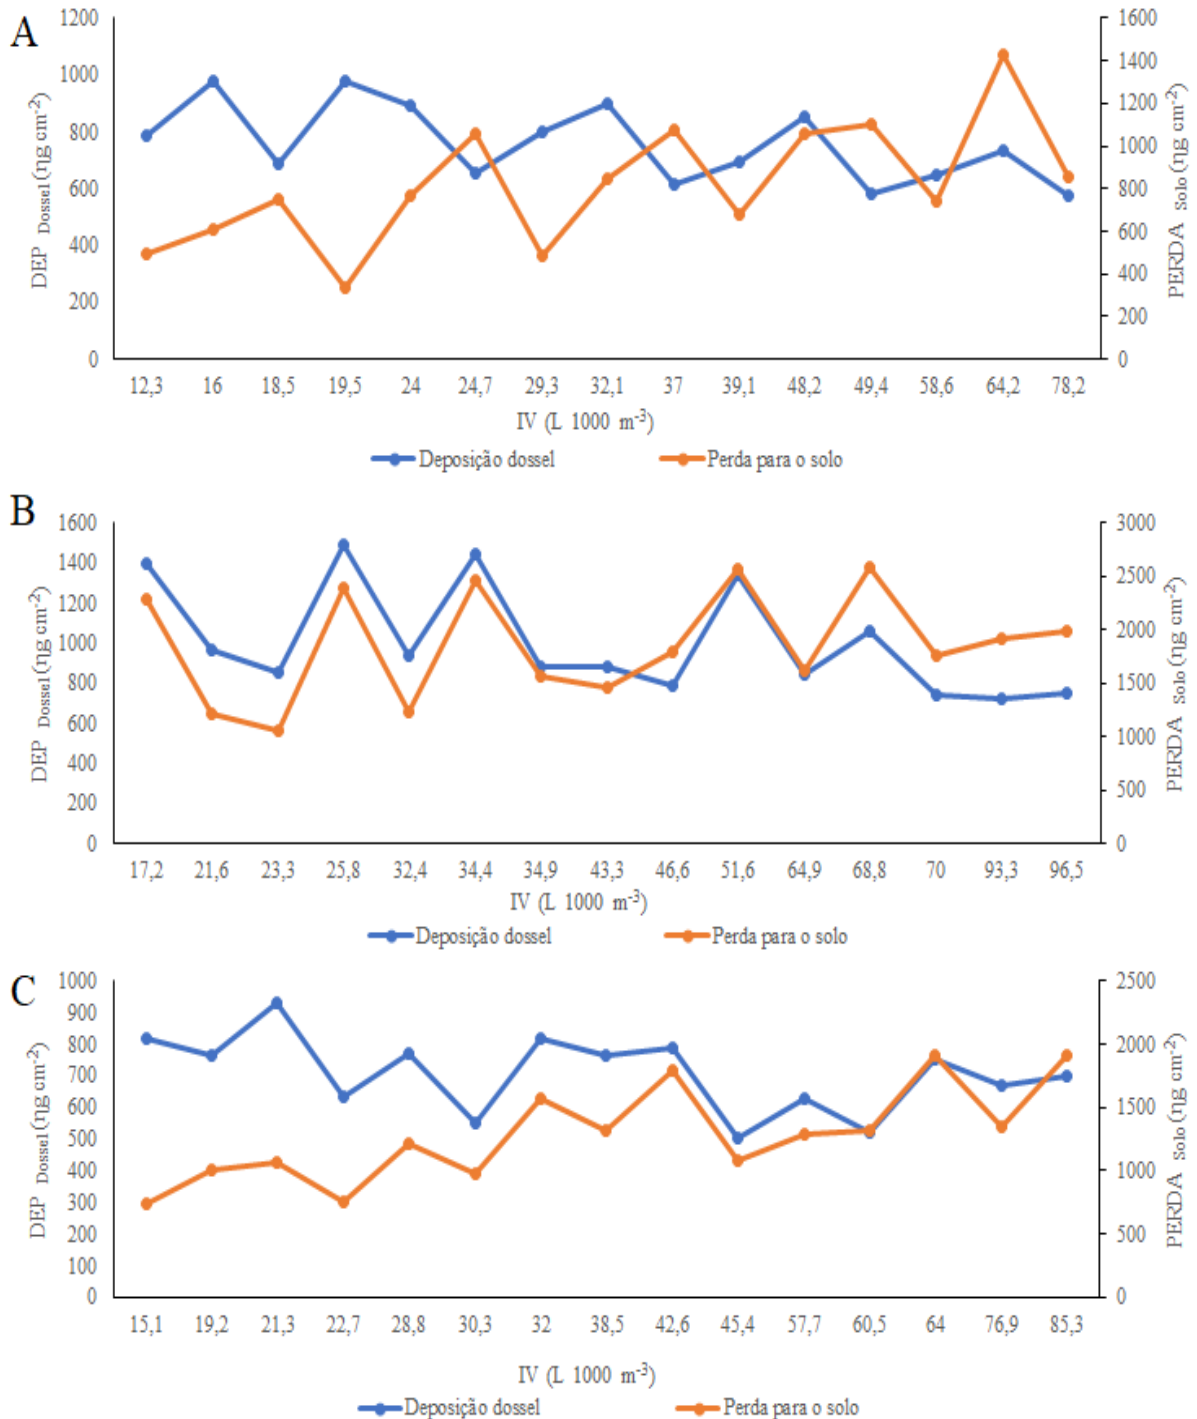 A
1200
1000
800
600
400
200
0
DEP Dossel (ηg cm-2)
1600
1400
1200
1000
800
600
400
200
0
PERDA Solo (ηg cm-2)
12,3 16 18,5 19,5 24 24,7 29,3 32,1 37 39,1 48,2 49,4 58,6 64,2 78,2
IV (L 1000 m-3)
Deposição dossel Perda para o solo
B
1600
1400
1200
1000
800
600
400
200
0
DEP Dossel (ηg cm-2)
3000
2500
2000
1500
1000
500
0
PERDA Solo (ηg cm-2)
17,2 21,6 23,3 25,8 32,4 34,4 34,9 43,3 46,6 51,6 64,9 68,8 70 93,3 96,5
IV (L 1000 m-3)
Deposição dossel Perda para o solo
C
1000
900
800
700
600
500
400
300
200
100
0
DEP Dossel (ηg cm-2)
2500
2000
1500
1000
500
0
PERDA Solo (ηg cm-2)
15,1 19,2 21,3 22,7 28,8 30,3 32 38,5 42,6 45,4 57,7 60,5 64 76,9 85,3
IV (L 1000 m-3)
Deposição dossel Perda para o solo